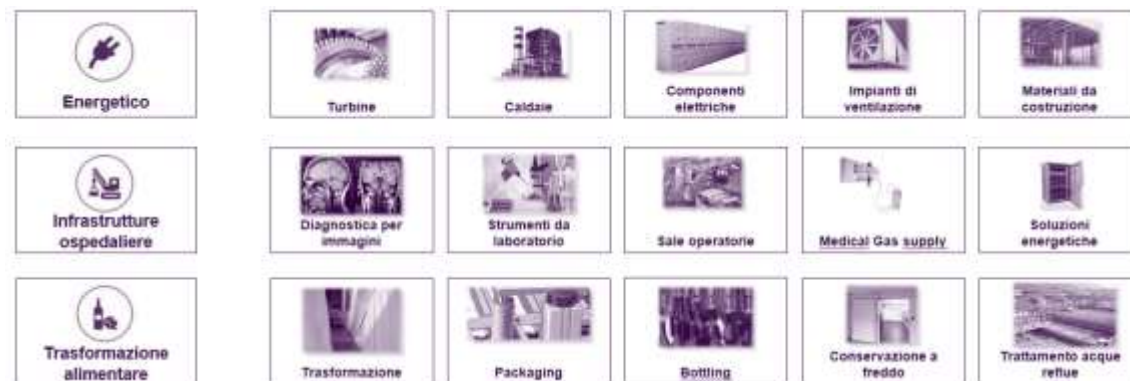 Energetico
Turbine
Caldaie
Componenti
elettriche
Impianti di
ventilazione
Materiali da
costruzione
Infrastrutture
ospedaliere
Diagnostica per
immagini
Strumenti da
laboratorio
Sale operatorie
Medical Gas supply
Soluzioni
energetiche
Trasformazione
alimentare
Trasformazione
Packaging
Bottling
Conservazione a
freddo
Trattamento acque
reflue